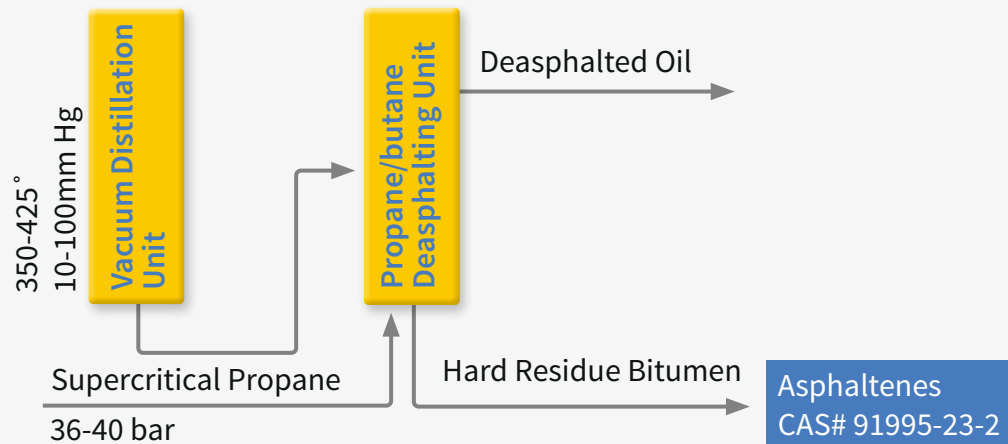 350-425°
10-100mm Hg
Vacuum Distillation
Unit
Propane/butane
Deasphalting Unit
Deasphalted Oil
Supercritical Propane
36-40 bar
Hard Residue Bitumen
Asphaltenes
CAS# 91995-23-2